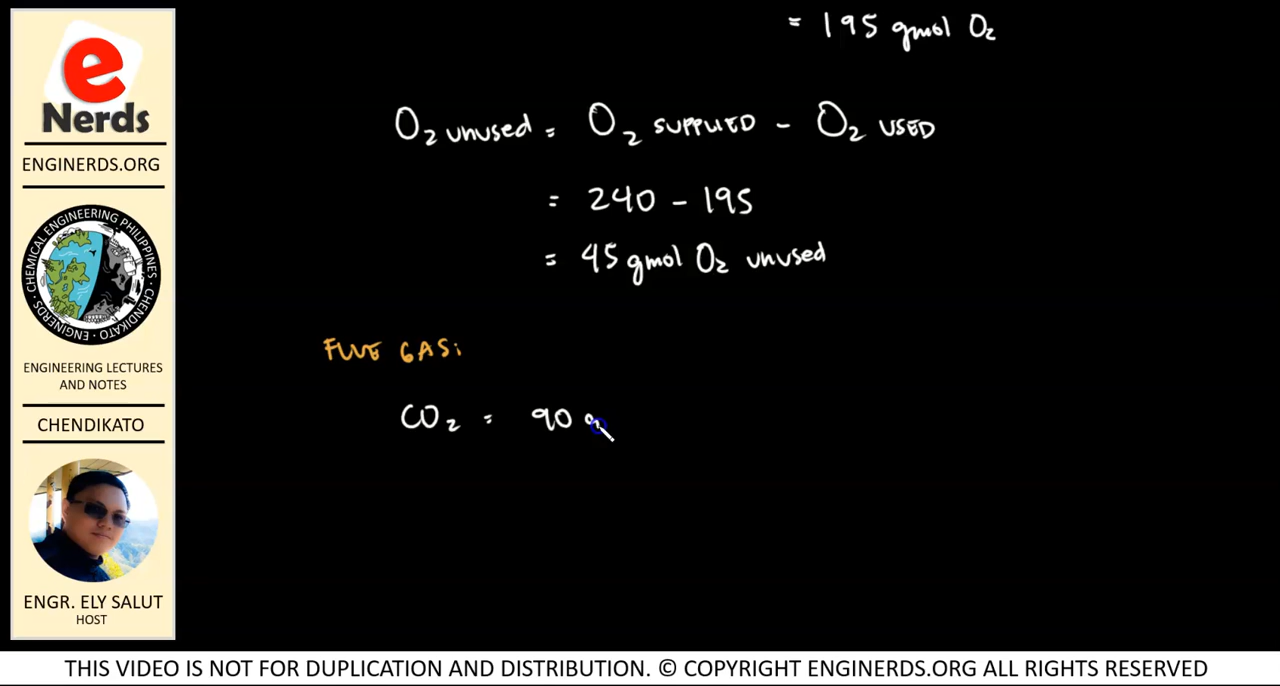 e
Nerds
ENGINERDS.ORG
CHEMICAL ENGINEERING PHILIPPINES
· CHENDIKATO · ENGINERDS ·
ENGINEERING LECTURES
AND NOTES
CHENDIKATO
ENGR. ELY SALUT
HOST
= 195 gmol O₂
O₂ unused = O₂ SUPPLIED - O₂ USED
= 240 - 195
= 45 gmol O₂ unused
FLUE GAS:
CO₂ = 90
THIS VIDEO IS NOT FOR DUPLICATION AND DISTRIBUTION. © COPYRIGHT ENGINERDS.ORG ALL RIGHTS RESERVED